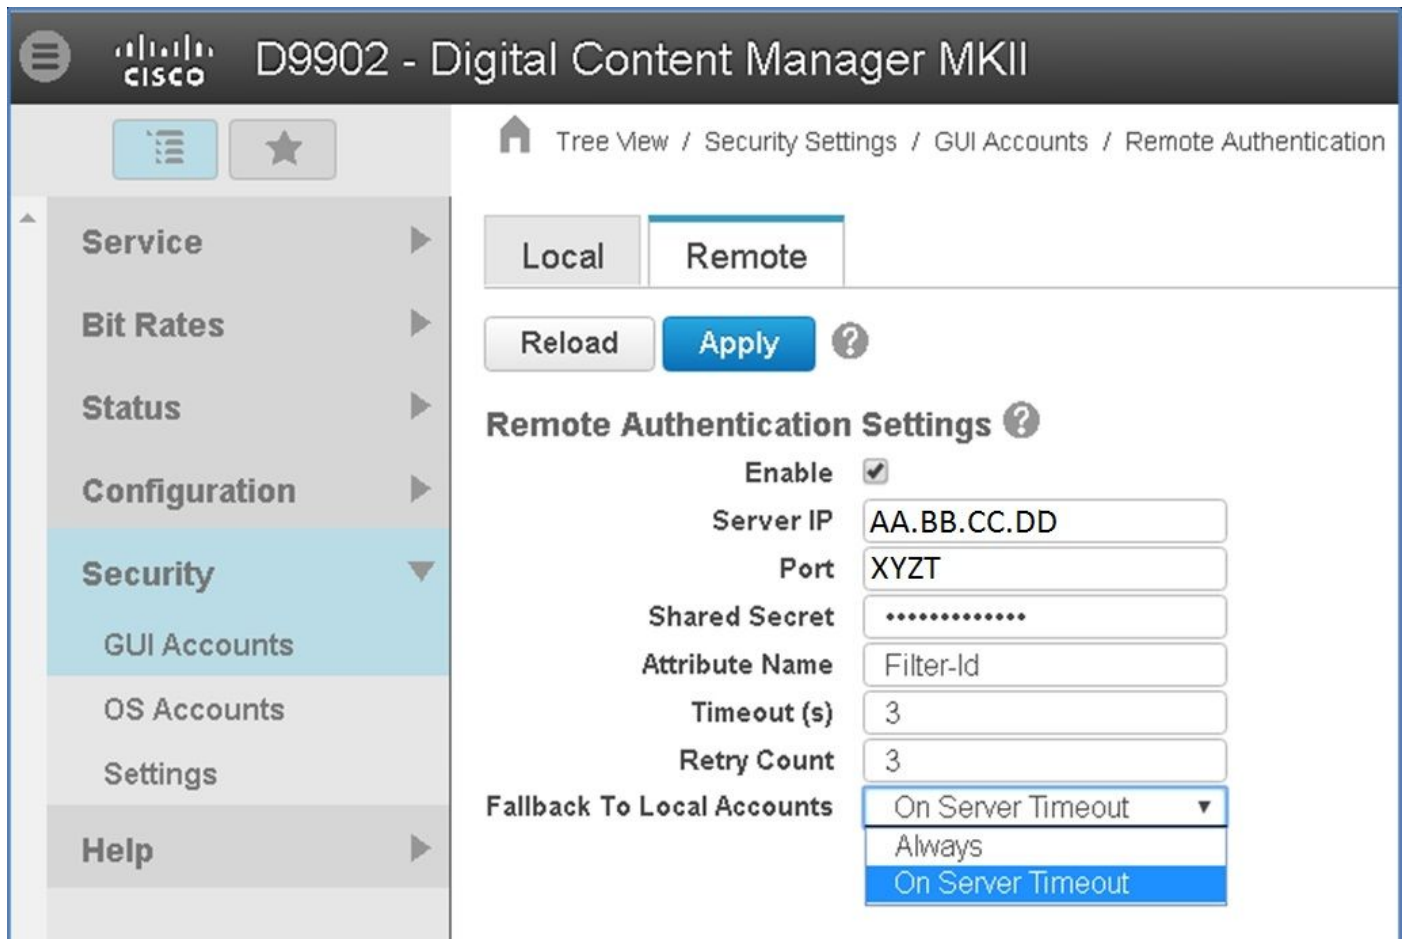 CISCO D9902 - Digital Content Manager MKII
Tree View / Security Settings / GUI Accounts / Remote Authentication
Service
Bit Rates
Status
Configuration
Security
GUI Accounts
OS Accounts
Settings
Help
Local Remote
Reload Apply ?
Remote Authentication Settings ?
Enable
Server IP AA.BB.CC.DD
Port XYZT
Shared Secret •••••••••••••
Attribute Name Filter-Id
Timeout (s) 3
Retry Count 3
Fallback To Local Accounts On Server Timeout
Always
On Server Timeout